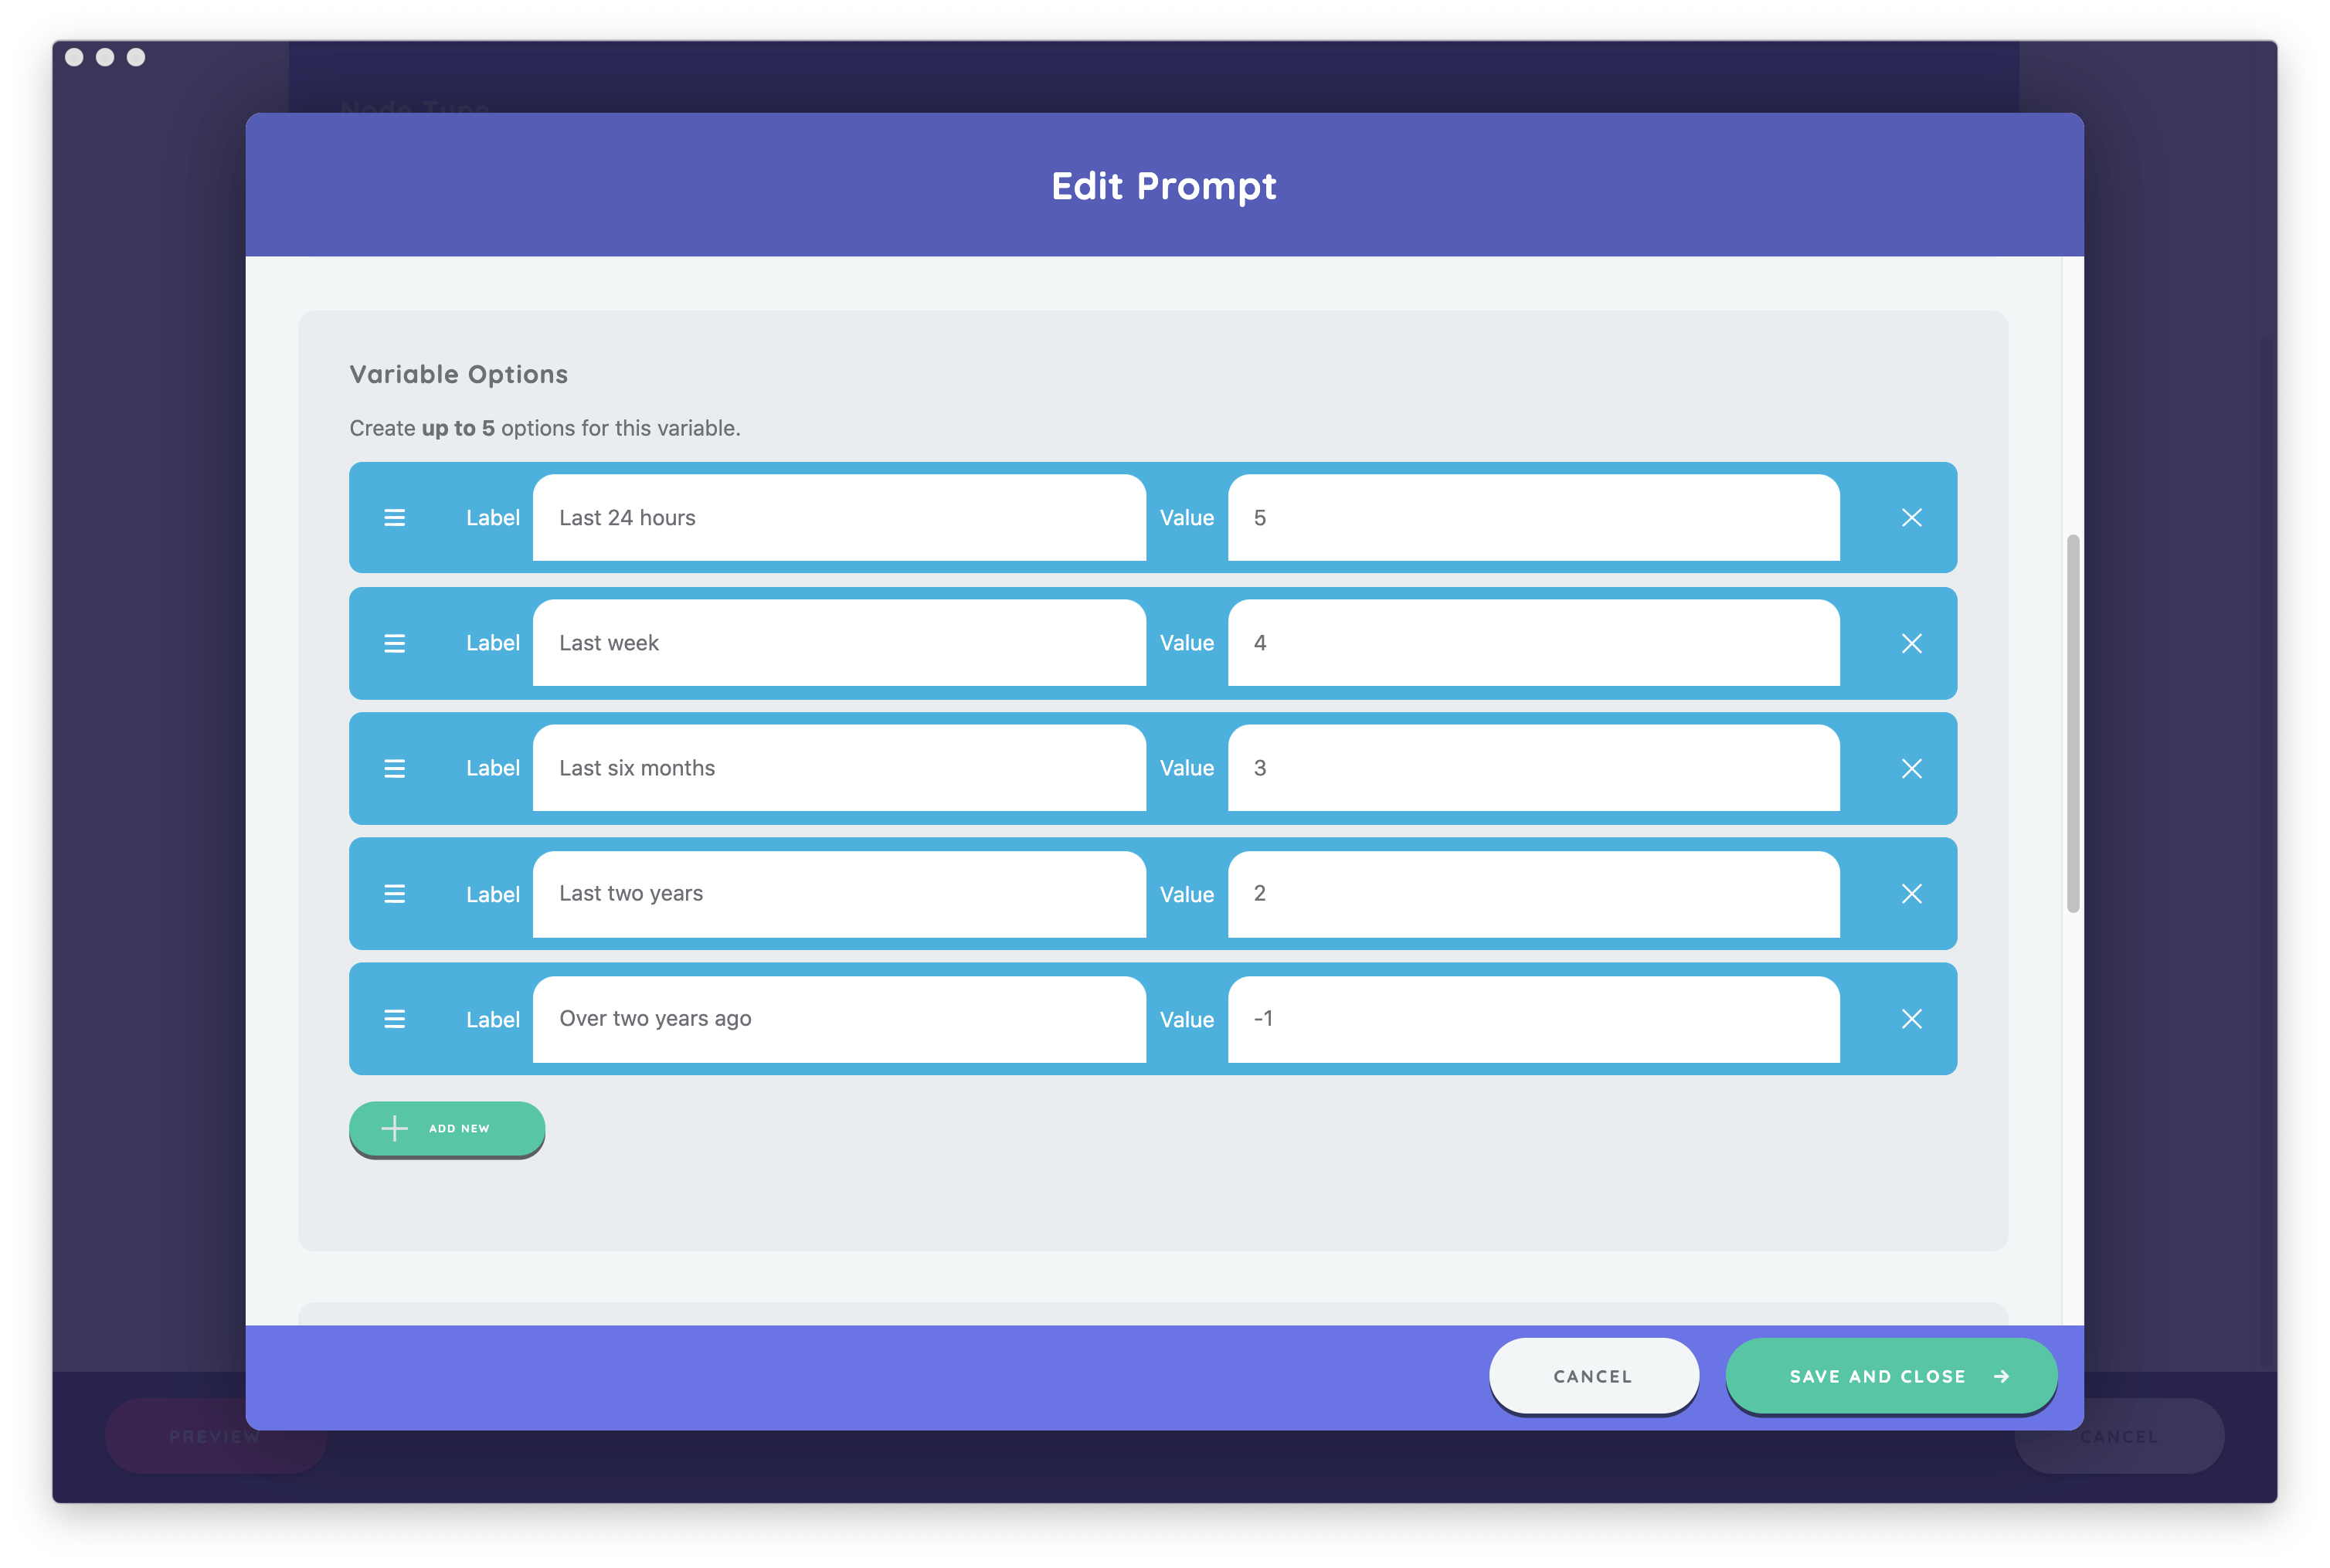 Node Type
Edit Prompt
Variable Options
Create up to 5 options for this variable.
Label Last 24 hours Value 5
Label Last week Value 4
Label Last six months Value 3
Label Last two years Value 2
Label Over two years ago Value -1
ADD NEW
CANCEL SAVE AND CLOSE
PREVIEW CANCEL